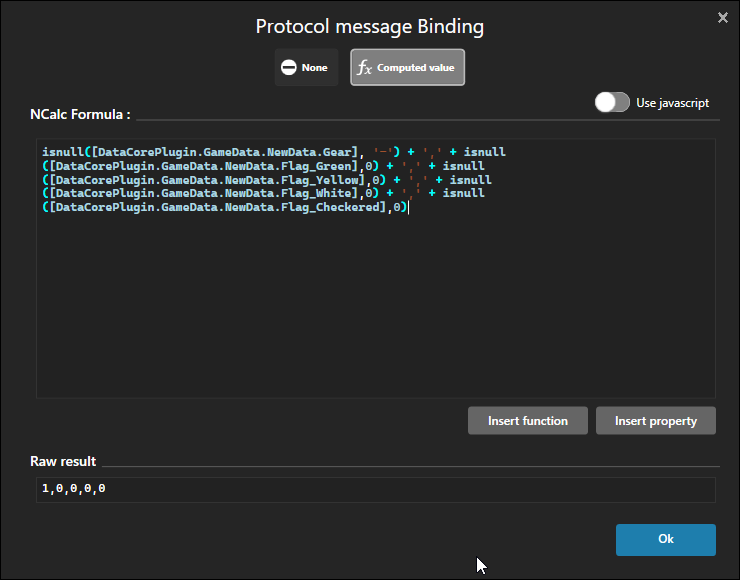 Protocol message Binding
None
fx Computed value
Use javascript
NCalc Formula :
isnull([DataCorePlugin.GameData.NewData.Gear], '-') + ',' + isnull
([DataCorePlugin.GameData.NewData.Flag_Green],0) + ',' + isnull
([DataCorePlugin.GameData.NewData.Flag_Yellow],0) + ',' + isnull
([DataCorePlugin.GameData.NewData.Flag_White],0) + ',' + isnull
([DataCorePlugin.GameData.NewData.Flag_Checkered],0)
Insert function
Insert property
Raw result
1,0,0,0,0
Ok